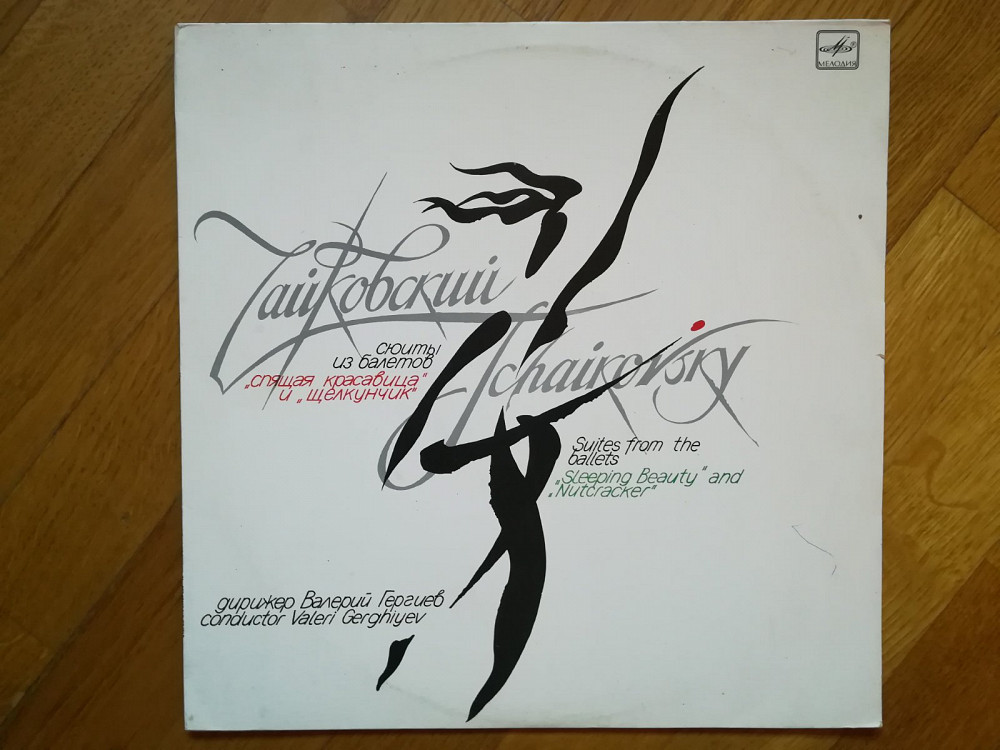 МЕЛОДИЯ
Чайковский
сюиты
из балетов
„спящая красавица“
и „щелкунчик“
Tchaikovsky
Suites from the
ballets
„Sleeping Beauty“ and
„Nutcracker“
дирижер Валерий Гергиев
conductor Valeri Gerghiyev